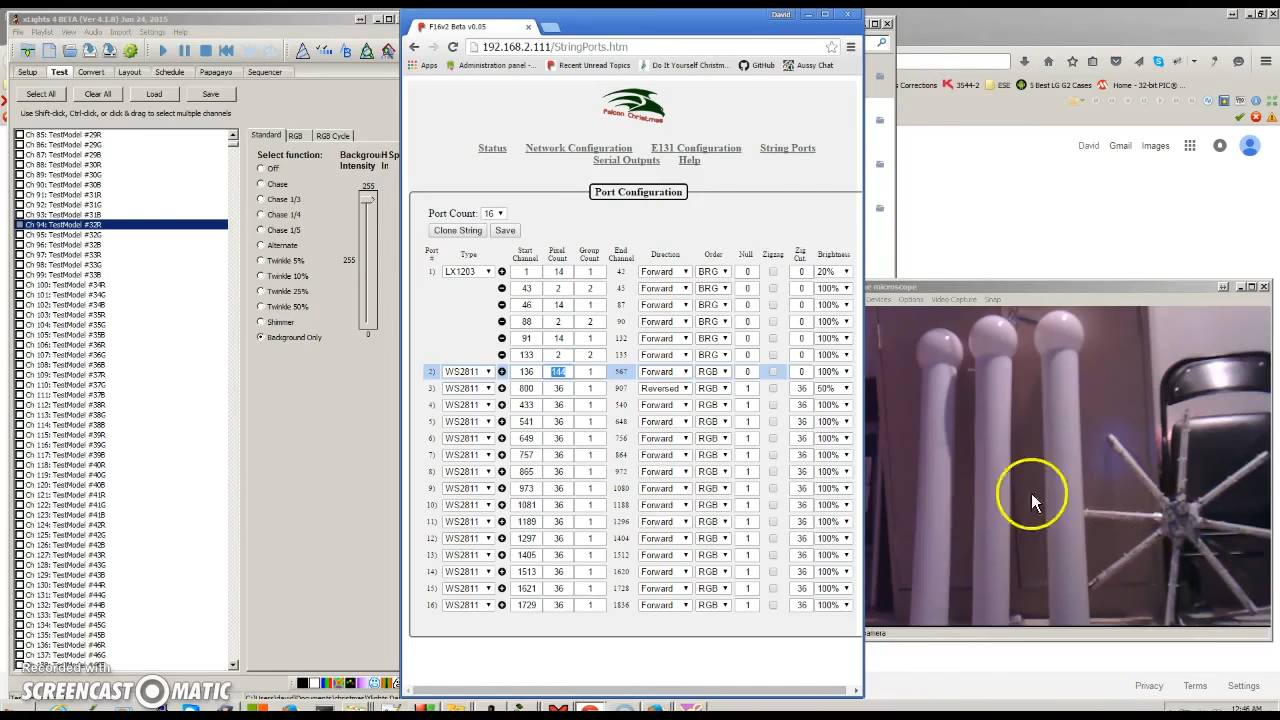 xLights 4 BETA (Ver 4.1.8) Jun 24, 2015
File Playlist View Audio Import Settings Help
Setup Test Convert Layout Schedule Papagayo Sequencer
Select All Clear All Load Save
Use Shift-click, Ctrl-click, or click & drag to select multiple channels
Ch 85: TestModel #29R
Ch 86: TestModel #29G
Ch 87: TestModel #29B
Ch 88: TestModel #30R
Ch 89: TestModel #30G
Ch 90: TestModel #30B
Ch 91: TestModel #31R
Ch 92: TestModel #31G
Ch 93: TestModel #31B
Ch 94: TestModel #32R
Ch 95: TestModel #32G
Ch 96: TestModel #32B
Ch 97: TestModel #33R
Ch 98: TestModel #33G
Ch 99: TestModel #33B
Ch 100: TestModel #34R
Ch 101: TestModel #34G
Ch 102: TestModel #34B
Ch 103: TestModel #35R
Ch 104: TestModel #35G
Ch 105: TestModel #35B
Ch 106: TestModel #36R
Ch 107: TestModel #36G
Ch 108: TestModel #36B
Ch 109: TestModel #37R
Ch 110: TestModel #37G
Ch 111: TestModel #37B
Ch 112: TestModel #38R
Ch 113: TestModel #38G
Ch 114: TestModel #38B
Ch 115: TestModel #39R
Ch 116: TestModel #39G
Ch 117: TestModel #39B
Ch 118: TestModel #40R
Ch 119: TestModel #40G
Ch 120: TestModel #40B
Ch 121: TestModel #41R
Ch 122: TestModel #41G
Ch 123: TestModel #41B
Ch 124: TestModel #42R
Ch 125: TestModel #42G
Ch 126: TestModel #42B
Ch 127: TestModel #43R
Ch 128: TestModel #43G
Ch 129: TestModel #43B
Ch 130: TestModel #44R
Ch 131: TestModel #44G
Ch 132: TestModel #44B
Ch 133: TestModel #45R
Ch 134: TestModel #45G
Ch 135: TestModel #45B
Ch 136: TestModel #46R
Ch 137: TestModel #46G
Standard RGB RGB Cycle
Select function:
Off
Chase
Chase 1/3
Chase 1/4
Chase 1/5
Alternate
Twinkle 5%
Twinkle 10%
Twinkle 25%
Twinkle 50%
Shimmer
Background Only
Intensity
255
255
0
Recorded with
SCREENCAST MATIC
David
F16v2 Beta v0.05
192.168.2.111/StringPorts.htm
Apps Administration panel -... Recent Unread Topics Do It Yourself Christm... GitHub Aussy Chat
Falcon Christmas
Status Network Configuration E131 Configuration String Ports
Serial Outputs Help
Port Configuration
Port Count: 16
Clone String Save
Port # Type Start Channel Pixel Count Group Count End Channel Direction Order Null Zigzag Zig Cnt. Brightness
1) LX1203 1 14 1 42 Forward BRG 0 0 20%
43 2 2 45 Forward BRG 0 0 100%
46 14 1 87 Forward BRG 0 0 100%
88 2 2 90 Forward BRG 0 0 100%
91 14 1 132 Forward BRG 0 0 100%
133 2 2 135 Forward BRG 0 0 100%
2) WS2811 136 144 1 567 Forward RGB 0 0 100%
3) WS2811 800 36 1 907 Reversed RGB 1 36 50%
4) WS2811 433 36 1 540 Forward RGB 1 36 100%
5) WS2811 541 36 1 648 Forward RGB 1 36 100%
6) WS2811 649 36 1 756 Forward RGB 1 36 100%
7) WS2811 757 36 1 864 Forward RGB 1 36 100%
8) WS2811 865 36 1 972 Forward RGB 1 36 100%
9) WS2811 973 36 1 1080 Forward RGB 1 36 100%
10) WS2811 1081 36 1 1188 Forward RGB 1 36 100%
11) WS2811 1189 36 1 1296 Forward RGB 1 36 100%
12) WS2811 1297 36 1 1404 Forward RGB 1 36 100%
13) WS2811 1405 36 1 1512 Forward RGB 1 36 100%
14) WS2811 1513 36 1 1620 Forward RGB 1 36 100%
15) WS2811 1621 36 1 1728 Forward RGB 1 36 100%
16) WS2811 1729 36 1 1836 Forward RGB 1 36 100%
Corrections 3544-2 ESE 5 Best LG G2 Cases Home - 32-bit PIC®...
David Gmail Images
microscope
Devices Options Video Capture Snap
Privacy Terms Settings
12:46 AM